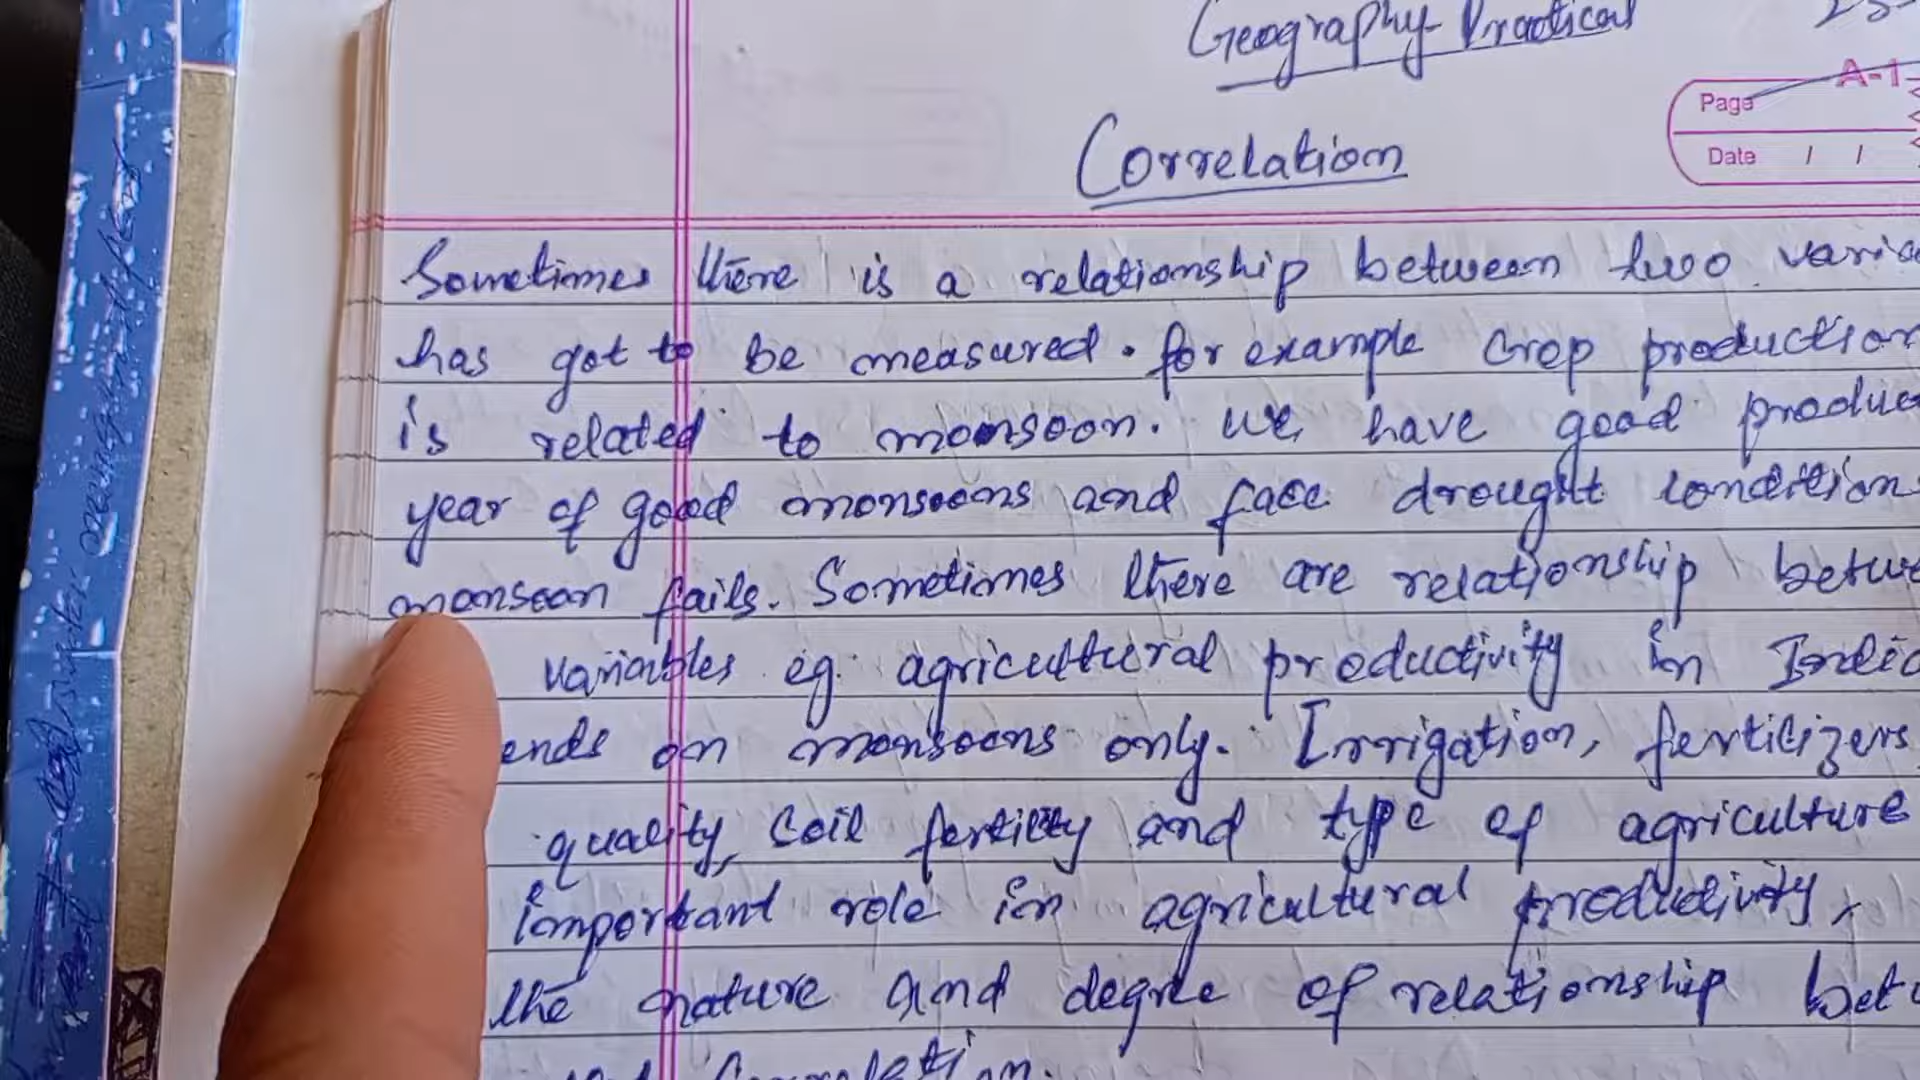 Geography Practical
A-1
Page
Correlation
Date / /
Sometimes there is a relationship between two
has got to be measured. for example Crop production
is related to monsoon. we have good
year of good monsoons and face drought condition
monsoon fails. Sometimes there are relationship
variables eg. agricultural productivity in
on monsoons only. Irrigation, fertilizers
quality, Soil fertility and type of agriculture
important role in agricultural productivity,
the nature and degree of relationship
Correlation.